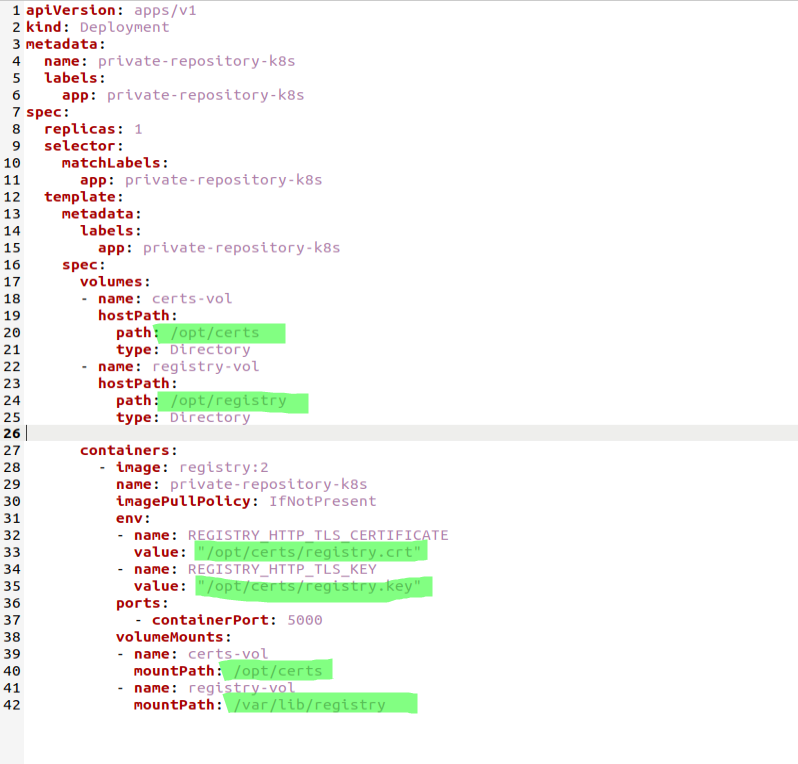 1 apiVersion: apps/v1
2 kind: Deployment
3 metadata:
4   name: private-repository-k8s
5   labels:
6     app: private-repository-k8s
7 spec:
8   replicas: 1
9   selector:
10     matchLabels:
11       app: private-repository-k8s
12   template:
13     metadata:
14       labels:
15         app: private-repository-k8s
16     spec:
17       volumes:
18       - name: certs-vol
19         hostPath:
20           path: /opt/certs
21           type: Directory
22       - name: registry-vol
23         hostPath:
24           path: /opt/registry
25           type: Directory
26
27       containers:
28         - image: registry:2
29           name: private-repository-k8s
30           imagePullPolicy: IfNotPresent
31           env:
32           - name: REGISTRY_HTTP_TLS_CERTIFICATE
33             value: "/opt/certs/registry.crt"
34           - name: REGISTRY_HTTP_TLS_KEY
35             value: "/opt/certs/registry.key"
36           ports:
37             - containerPort: 5000
38           volumeMounts:
39           - name: certs-vol
40             mountPath: /opt/certs
41           - name: registry-vol
42             mountPath: /var/lib/registry